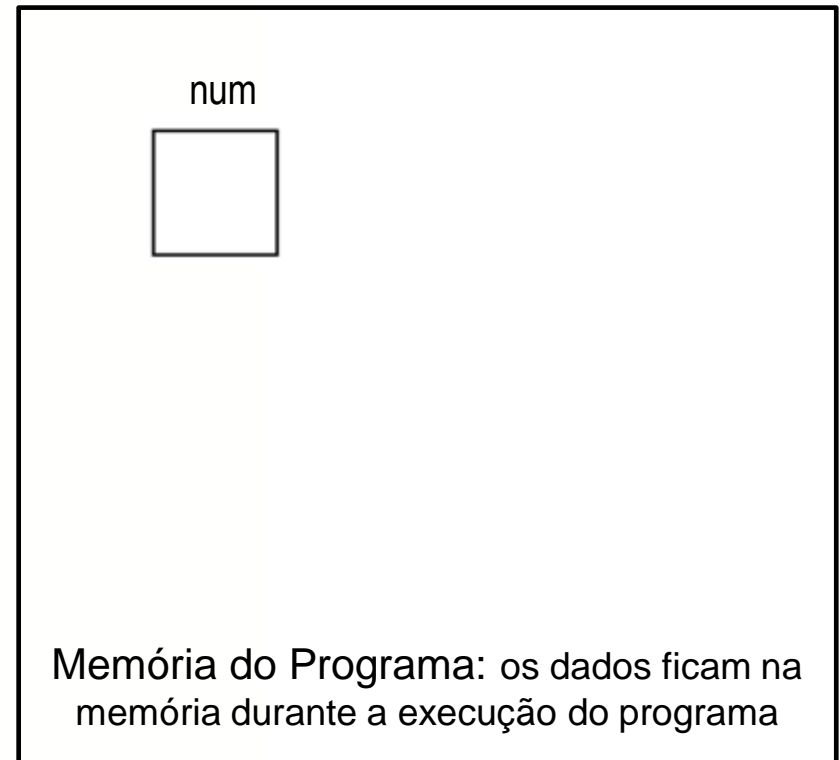 num
Memória do Programa: os dados ficam na
memória durante a execução do programa